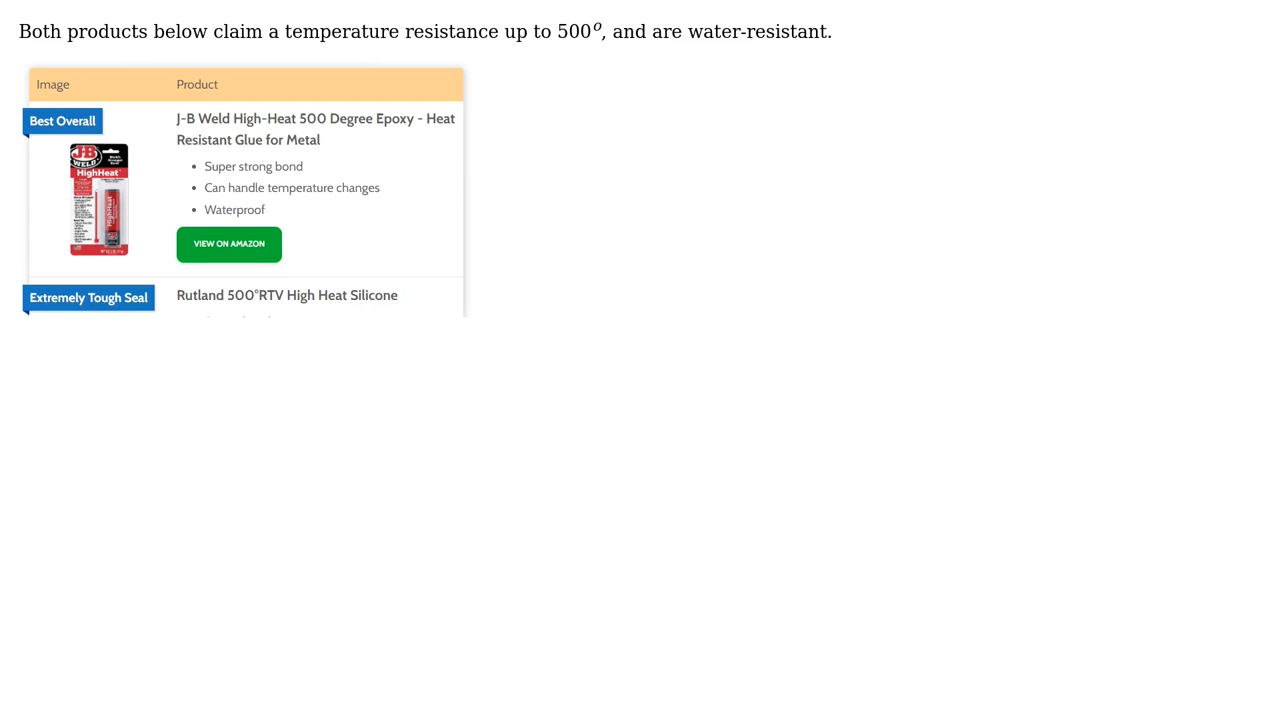 Both products below claim a temperature resistance up to 500°, and are water-resistant.
Image Product
Best Overall
J-B Weld High-Heat 500 Degree Epoxy - Heat
Resistant Glue for Metal
• Super strong bond
• Can handle temperature changes
• Waterproof
J-B
WELD
HighHeat
VIEW ON AMAZON
Extremely Tough Seal
Rutland 500°RTV High Heat Silicone